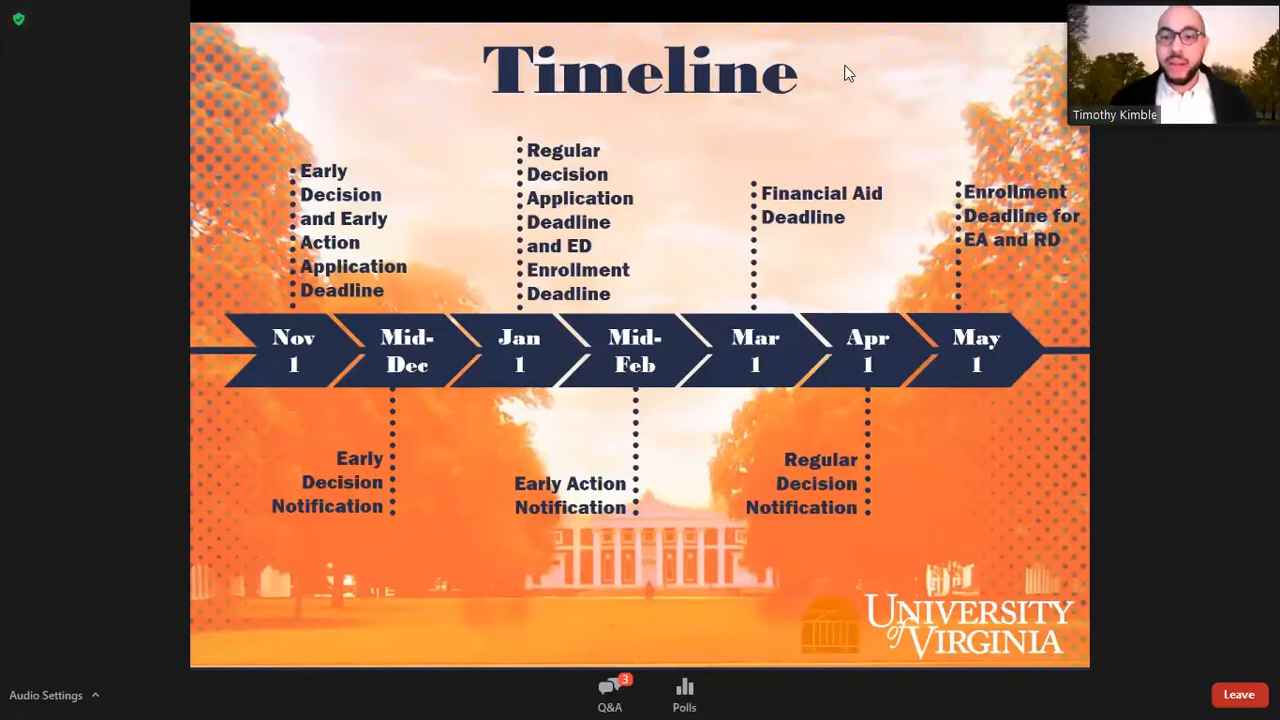 Timeline
Timothy Kimble
Early
Decision
and Early
Action
Application
Deadline
Regular
Decision
Application
Deadline
and ED
Enrollment
Deadline
Financial Aid
Deadline
Enrollment
Deadline for
EA and RD
Nov
1
Mid-
Dec
Jan
1
Mid-
Feb
Mar
1
Apr
1
May
1
Early
Decision
Notification
Early Action
Notification
Regular
Decision
Notification
UNIVERSITY
of VIRGINIA
Audio Settings
3
Q&A
Polls
Leave